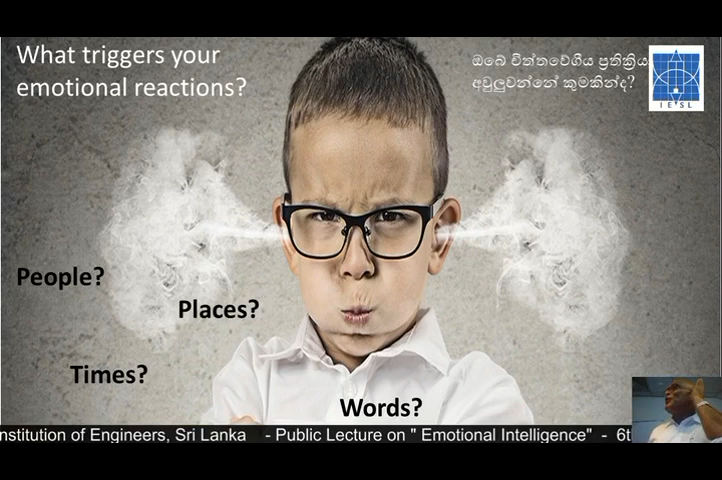 What triggers your
emotional reactions?
ඔබේ චිත්තවේගීය ප්‍රතික්‍රිය
අවුලුවන්නේ කුමකින්ද?
IESL
People?
Places?
Times?
Words?
nstitution of Engineers, Sri Lanka - Public Lecture on " Emotional Intelligence" - 6t